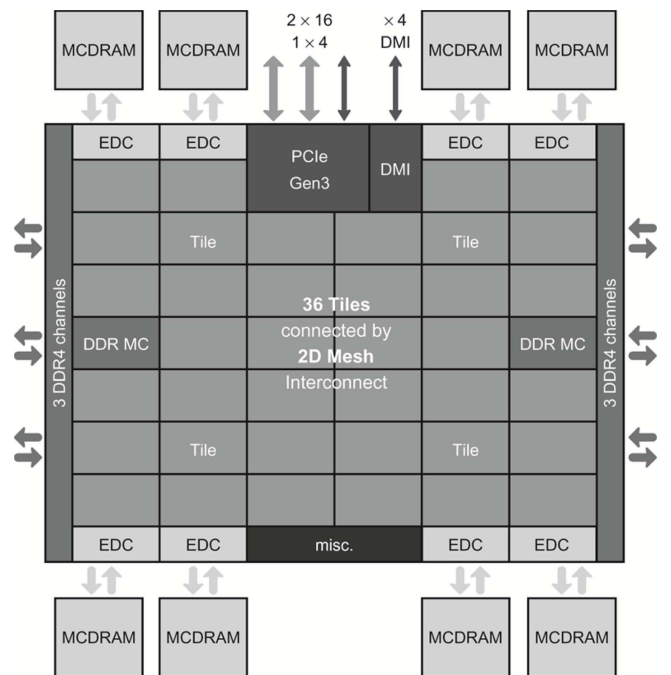 2 × 16
1 × 4
× 4
DMI
MCDRAM
MCDRAM
MCDRAM
MCDRAM
EDC
EDC
PCIe
Gen3
DMI
EDC
EDC
Tile
Tile
3 DDR4 channels
36 Tiles
connected by
2D Mesh
Interconnect
DDR MC
DDR MC
3 DDR4 channels
Tile
Tile
EDC
EDC
misc.
EDC
EDC
MCDRAM
MCDRAM
MCDRAM
MCDRAM